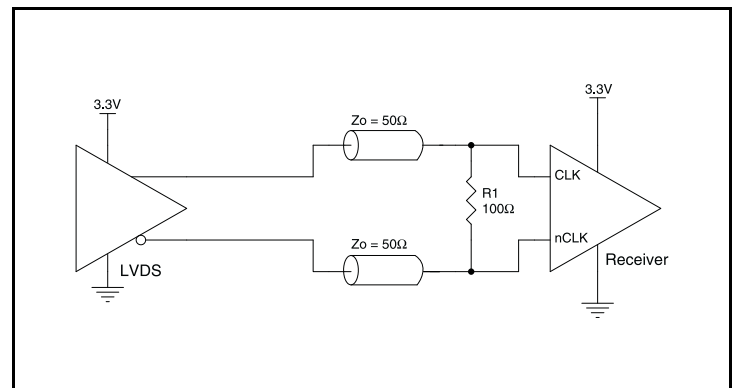 3.3V
3.3V
Zo = 50Ω
CLK
R1
100Ω
nCLK
Zo = 50Ω
LVDS
Receiver